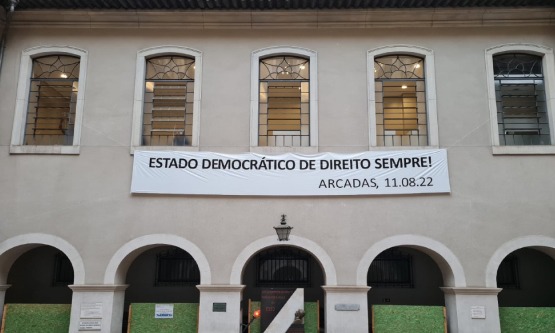 ESTADO DEMOCRÁTICO DE DIREITO SEMPRE!
ARCADAS, 11.08.22